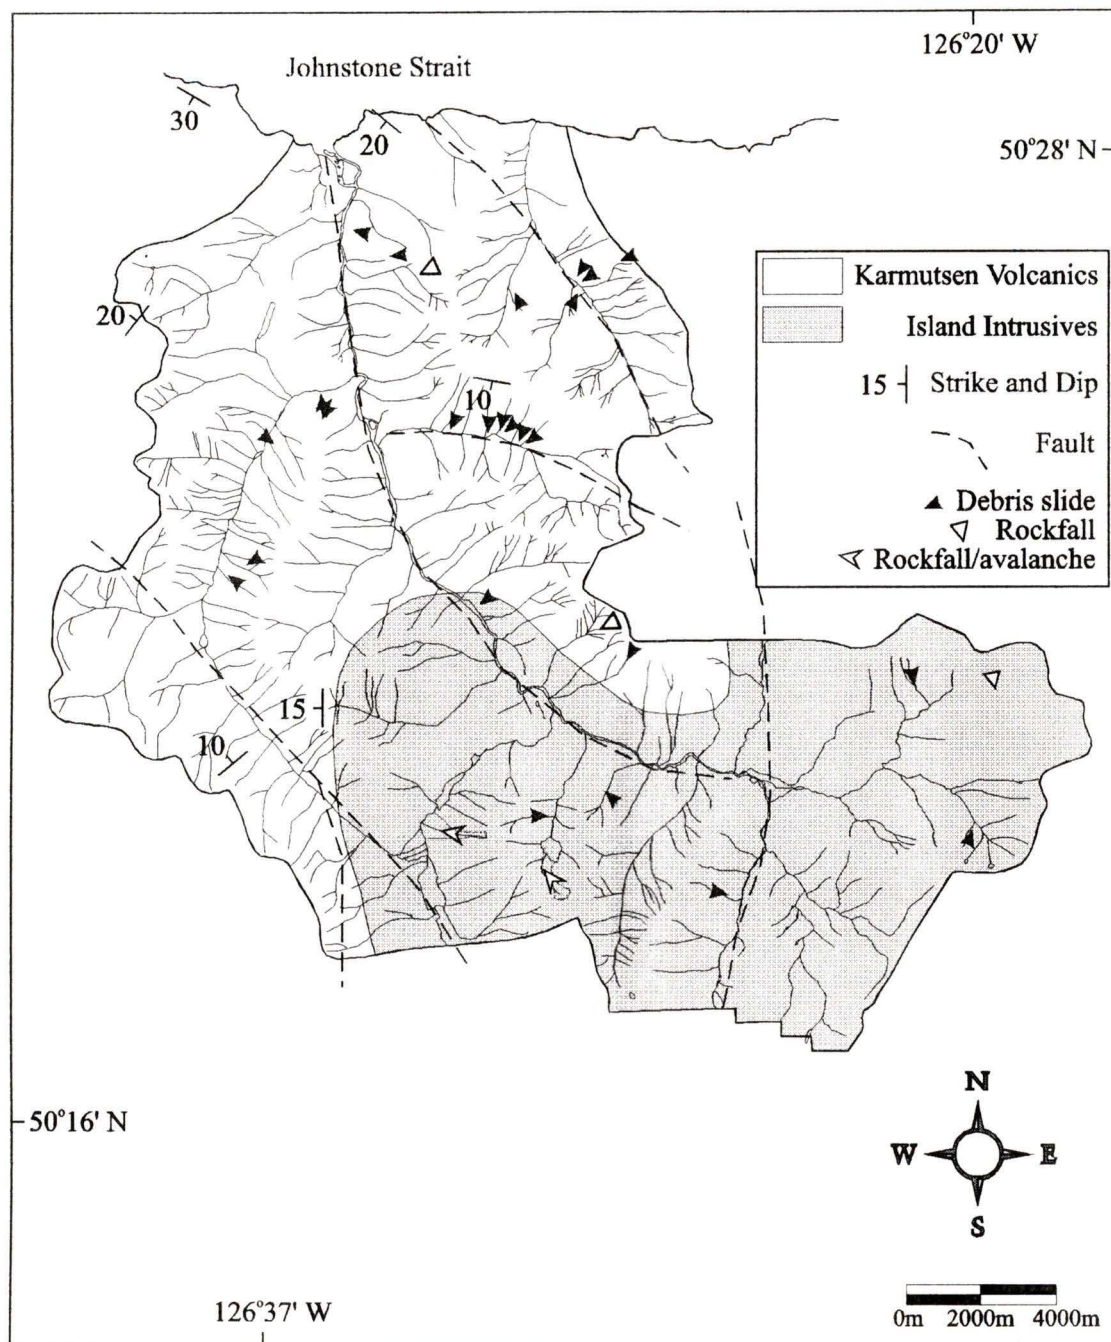 126°20' W
Johnstone Strait
30
20
50°28' N
Karmutsen Volcanics
Island Intrusives
15 Strike and Dip
Fault
Debris slide
Rockfall
Rockfall/avalanche
20
10
15
10
50°16' N
N
W E
S
126°37' W
0m 2000m 4000m